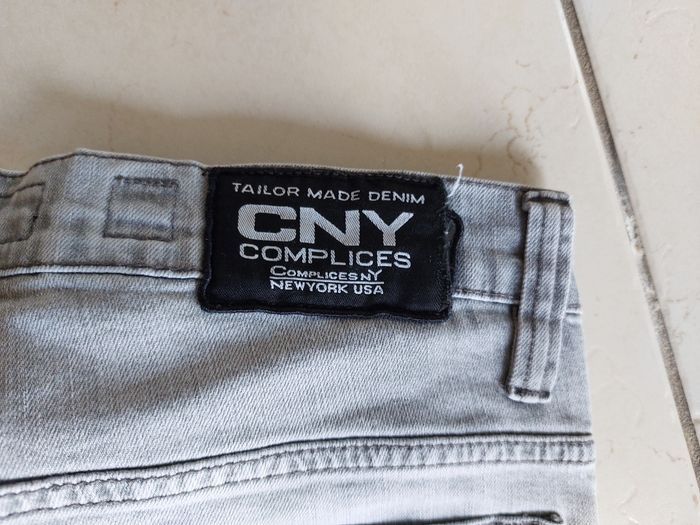 TAILOR MADE DENIM
CNY
COMPLICES
COMPLICES NY
NEWYORK USA